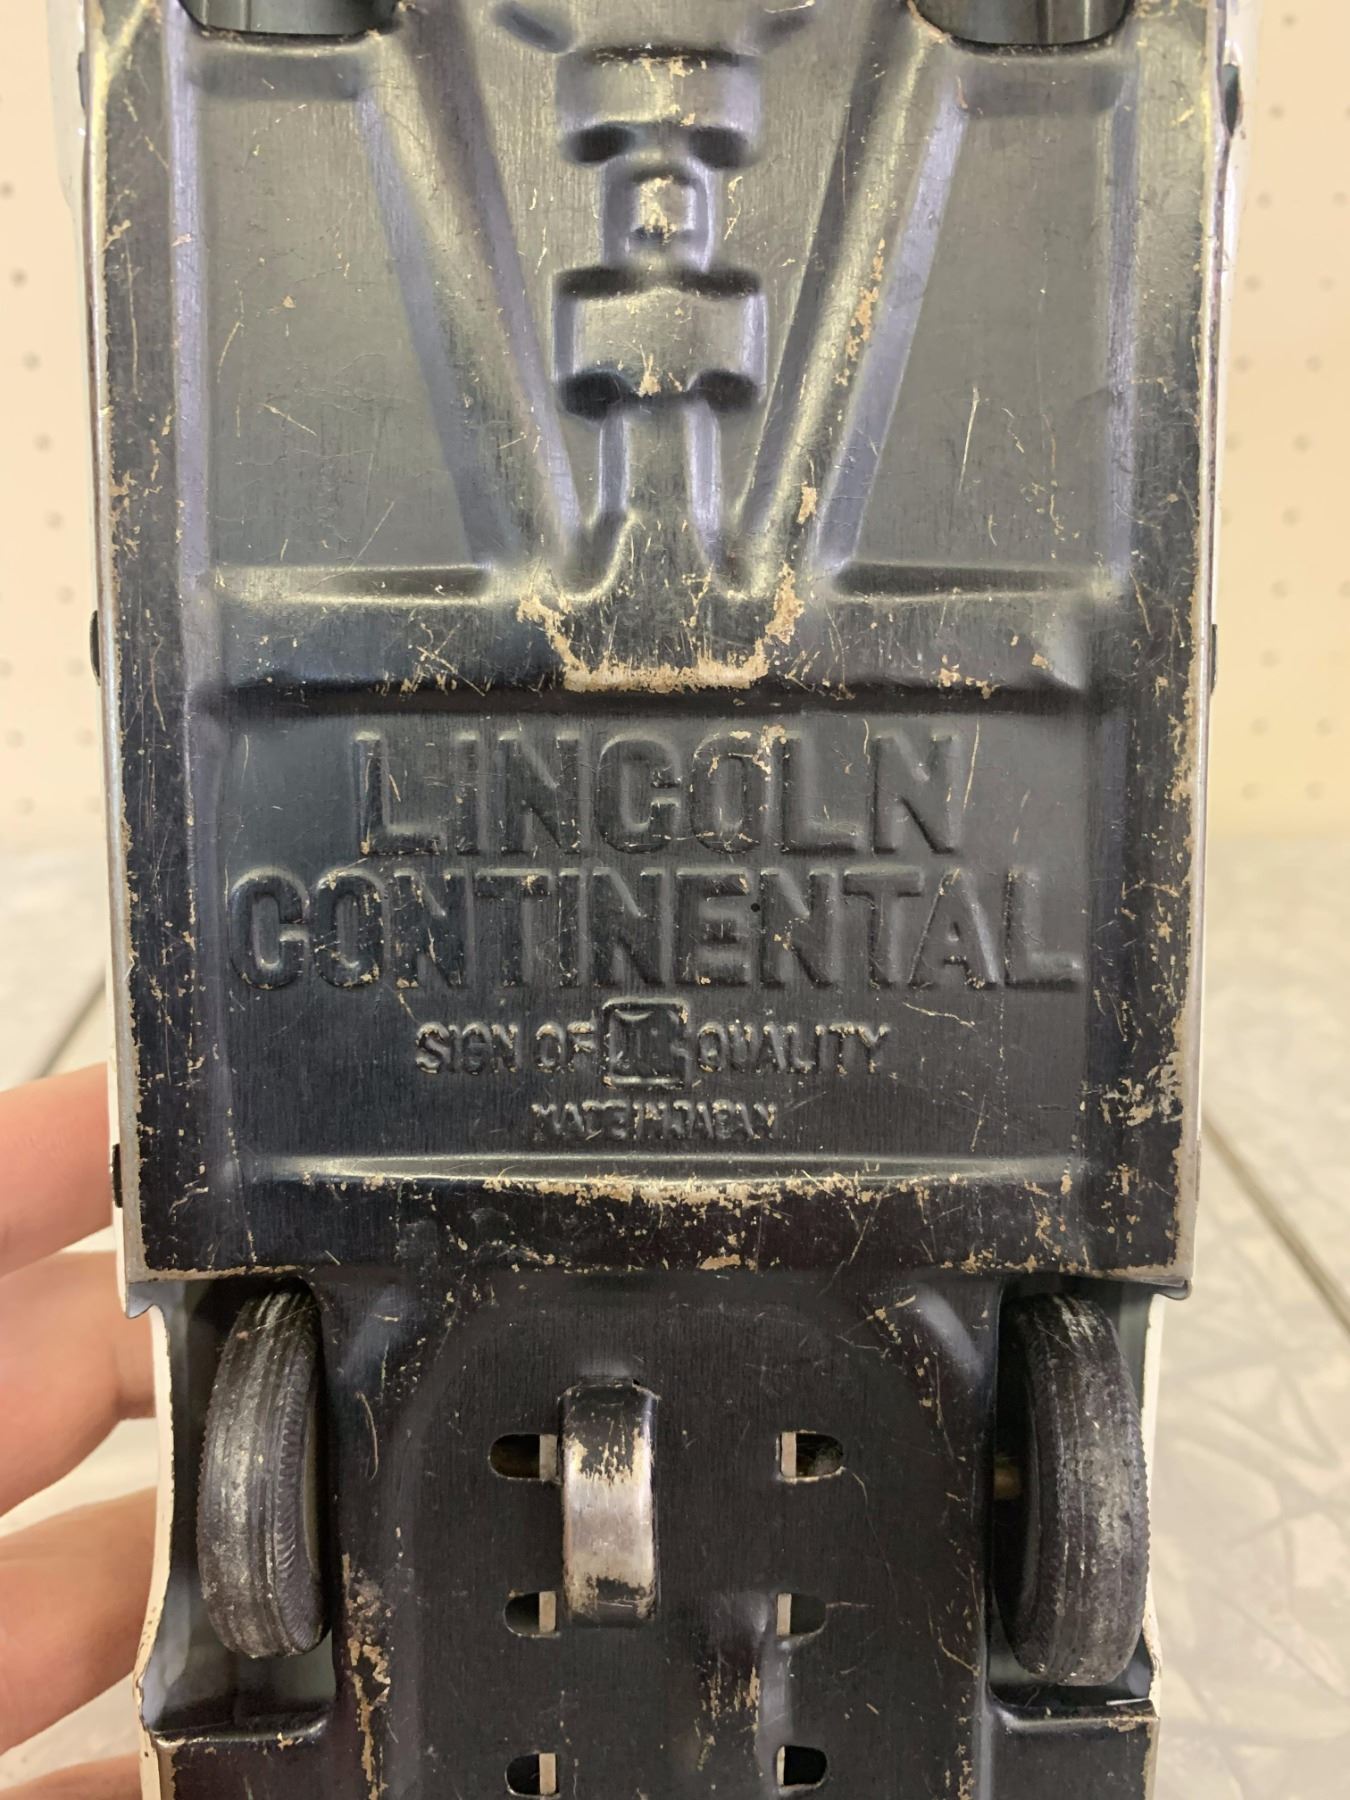 LINCOLN
CONTINENTAL
SIGN OF QUALITY
MADE IN JAPAN